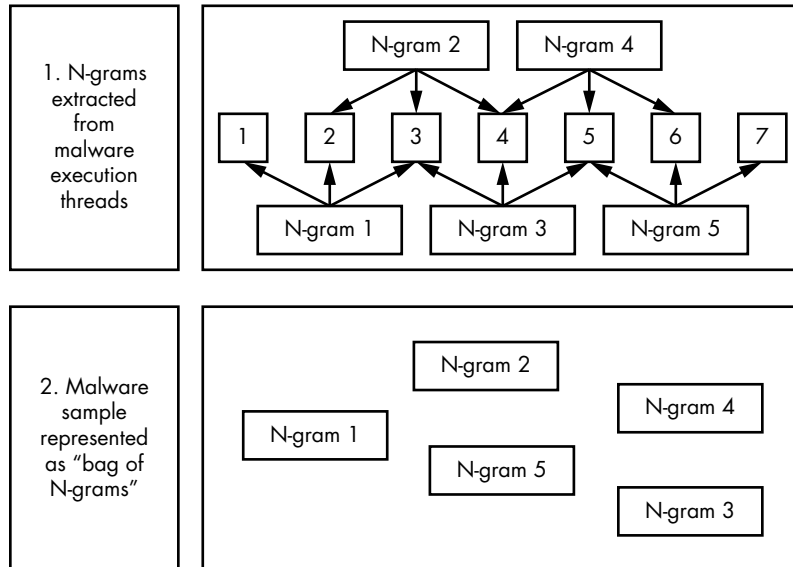 1. N-grams
extracted
from
malware
execution
threads
N-gram 2
N-gram 4
1
2
3
4
5
6
7
N-gram 1
N-gram 3
N-gram 5
2. Malware
sample
represented
as “bag of
N-grams”
N-gram 2
N-gram 4
N-gram 1
N-gram 5
N-gram 3